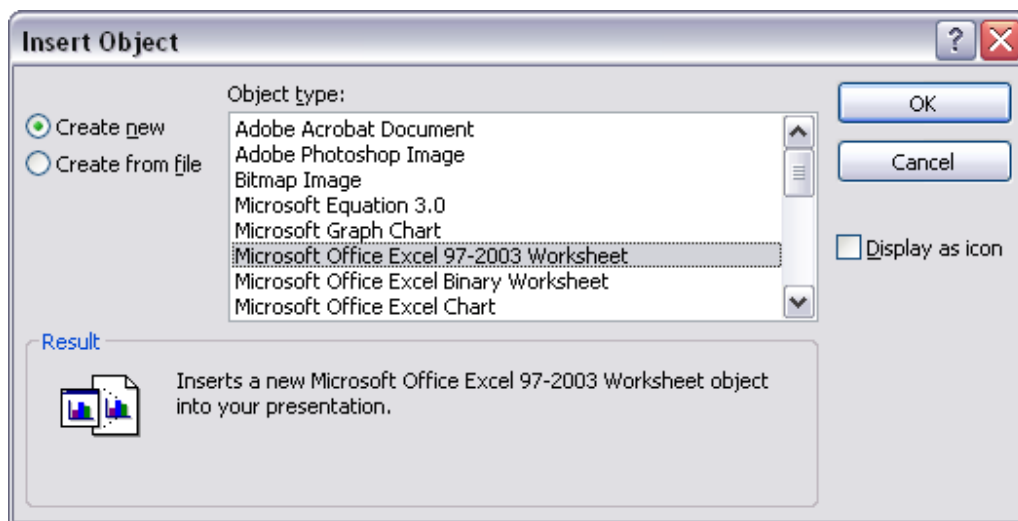 Insert Object
Object type:
Create new
Create from file
Adobe Acrobat Document
Adobe Photoshop Image
Bitmap Image
Microsoft Equation 3.0
Microsoft Graph Chart
Microsoft Office Excel 97-2003 Worksheet
Microsoft Office Excel Binary Worksheet
Microsoft Office Excel Chart
OK
Cancel
Display as icon
Result
Inserts a new Microsoft Office Excel 97-2003 Worksheet object
into your presentation.